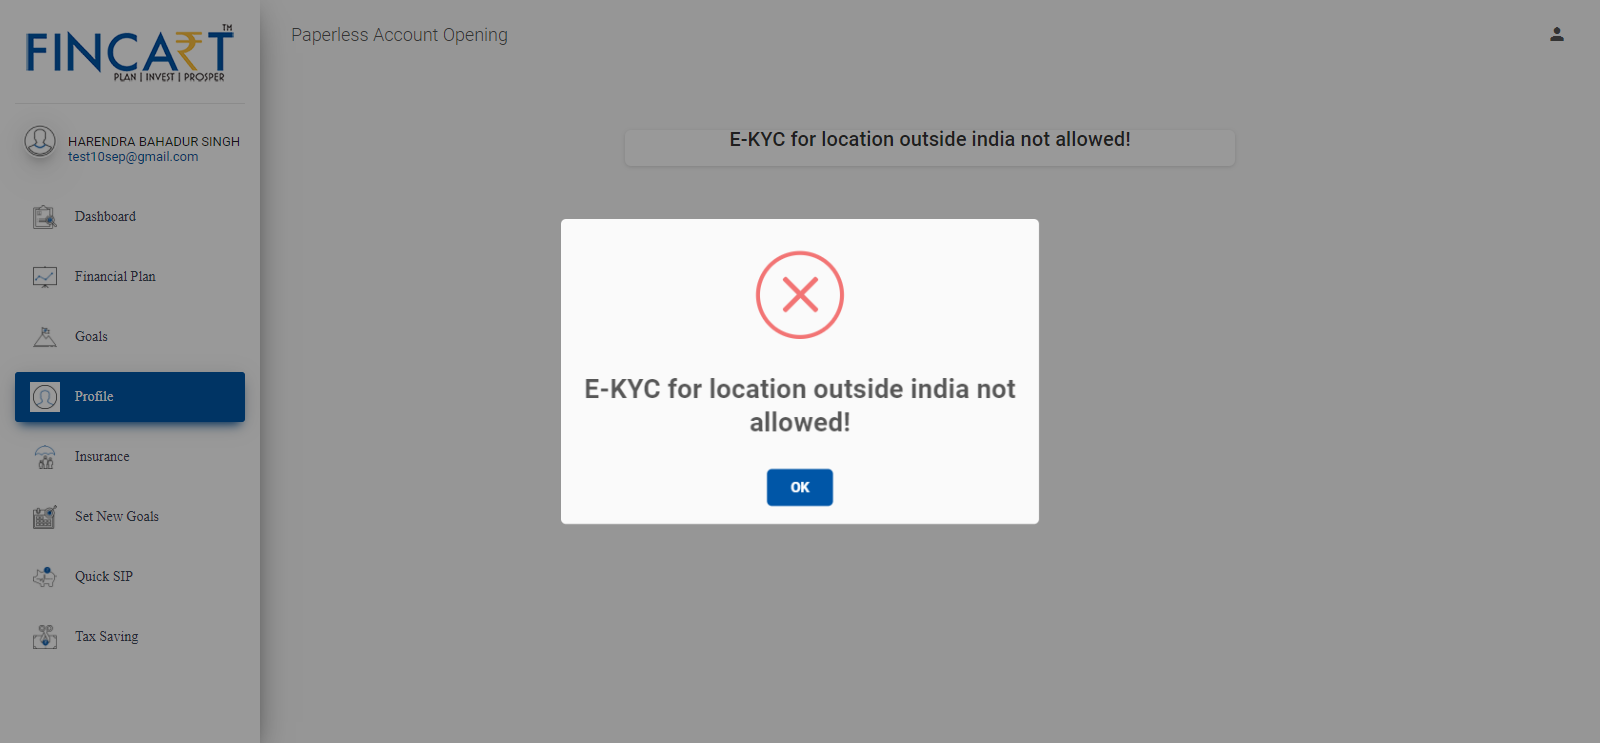 FINCART
TM
PLAN | INVEST | PROSPER
HARENDRA BAHADUR SINGH
test10sep@gmail.com
Dashboard
Financial Plan
Goals
Profile
Insurance
Set New Goals
Quick SIP
Tax Saving
Paperless Account Opening
E-KYC for location outside india not allowed!
E-KYC for location outside india not
allowed!
OK